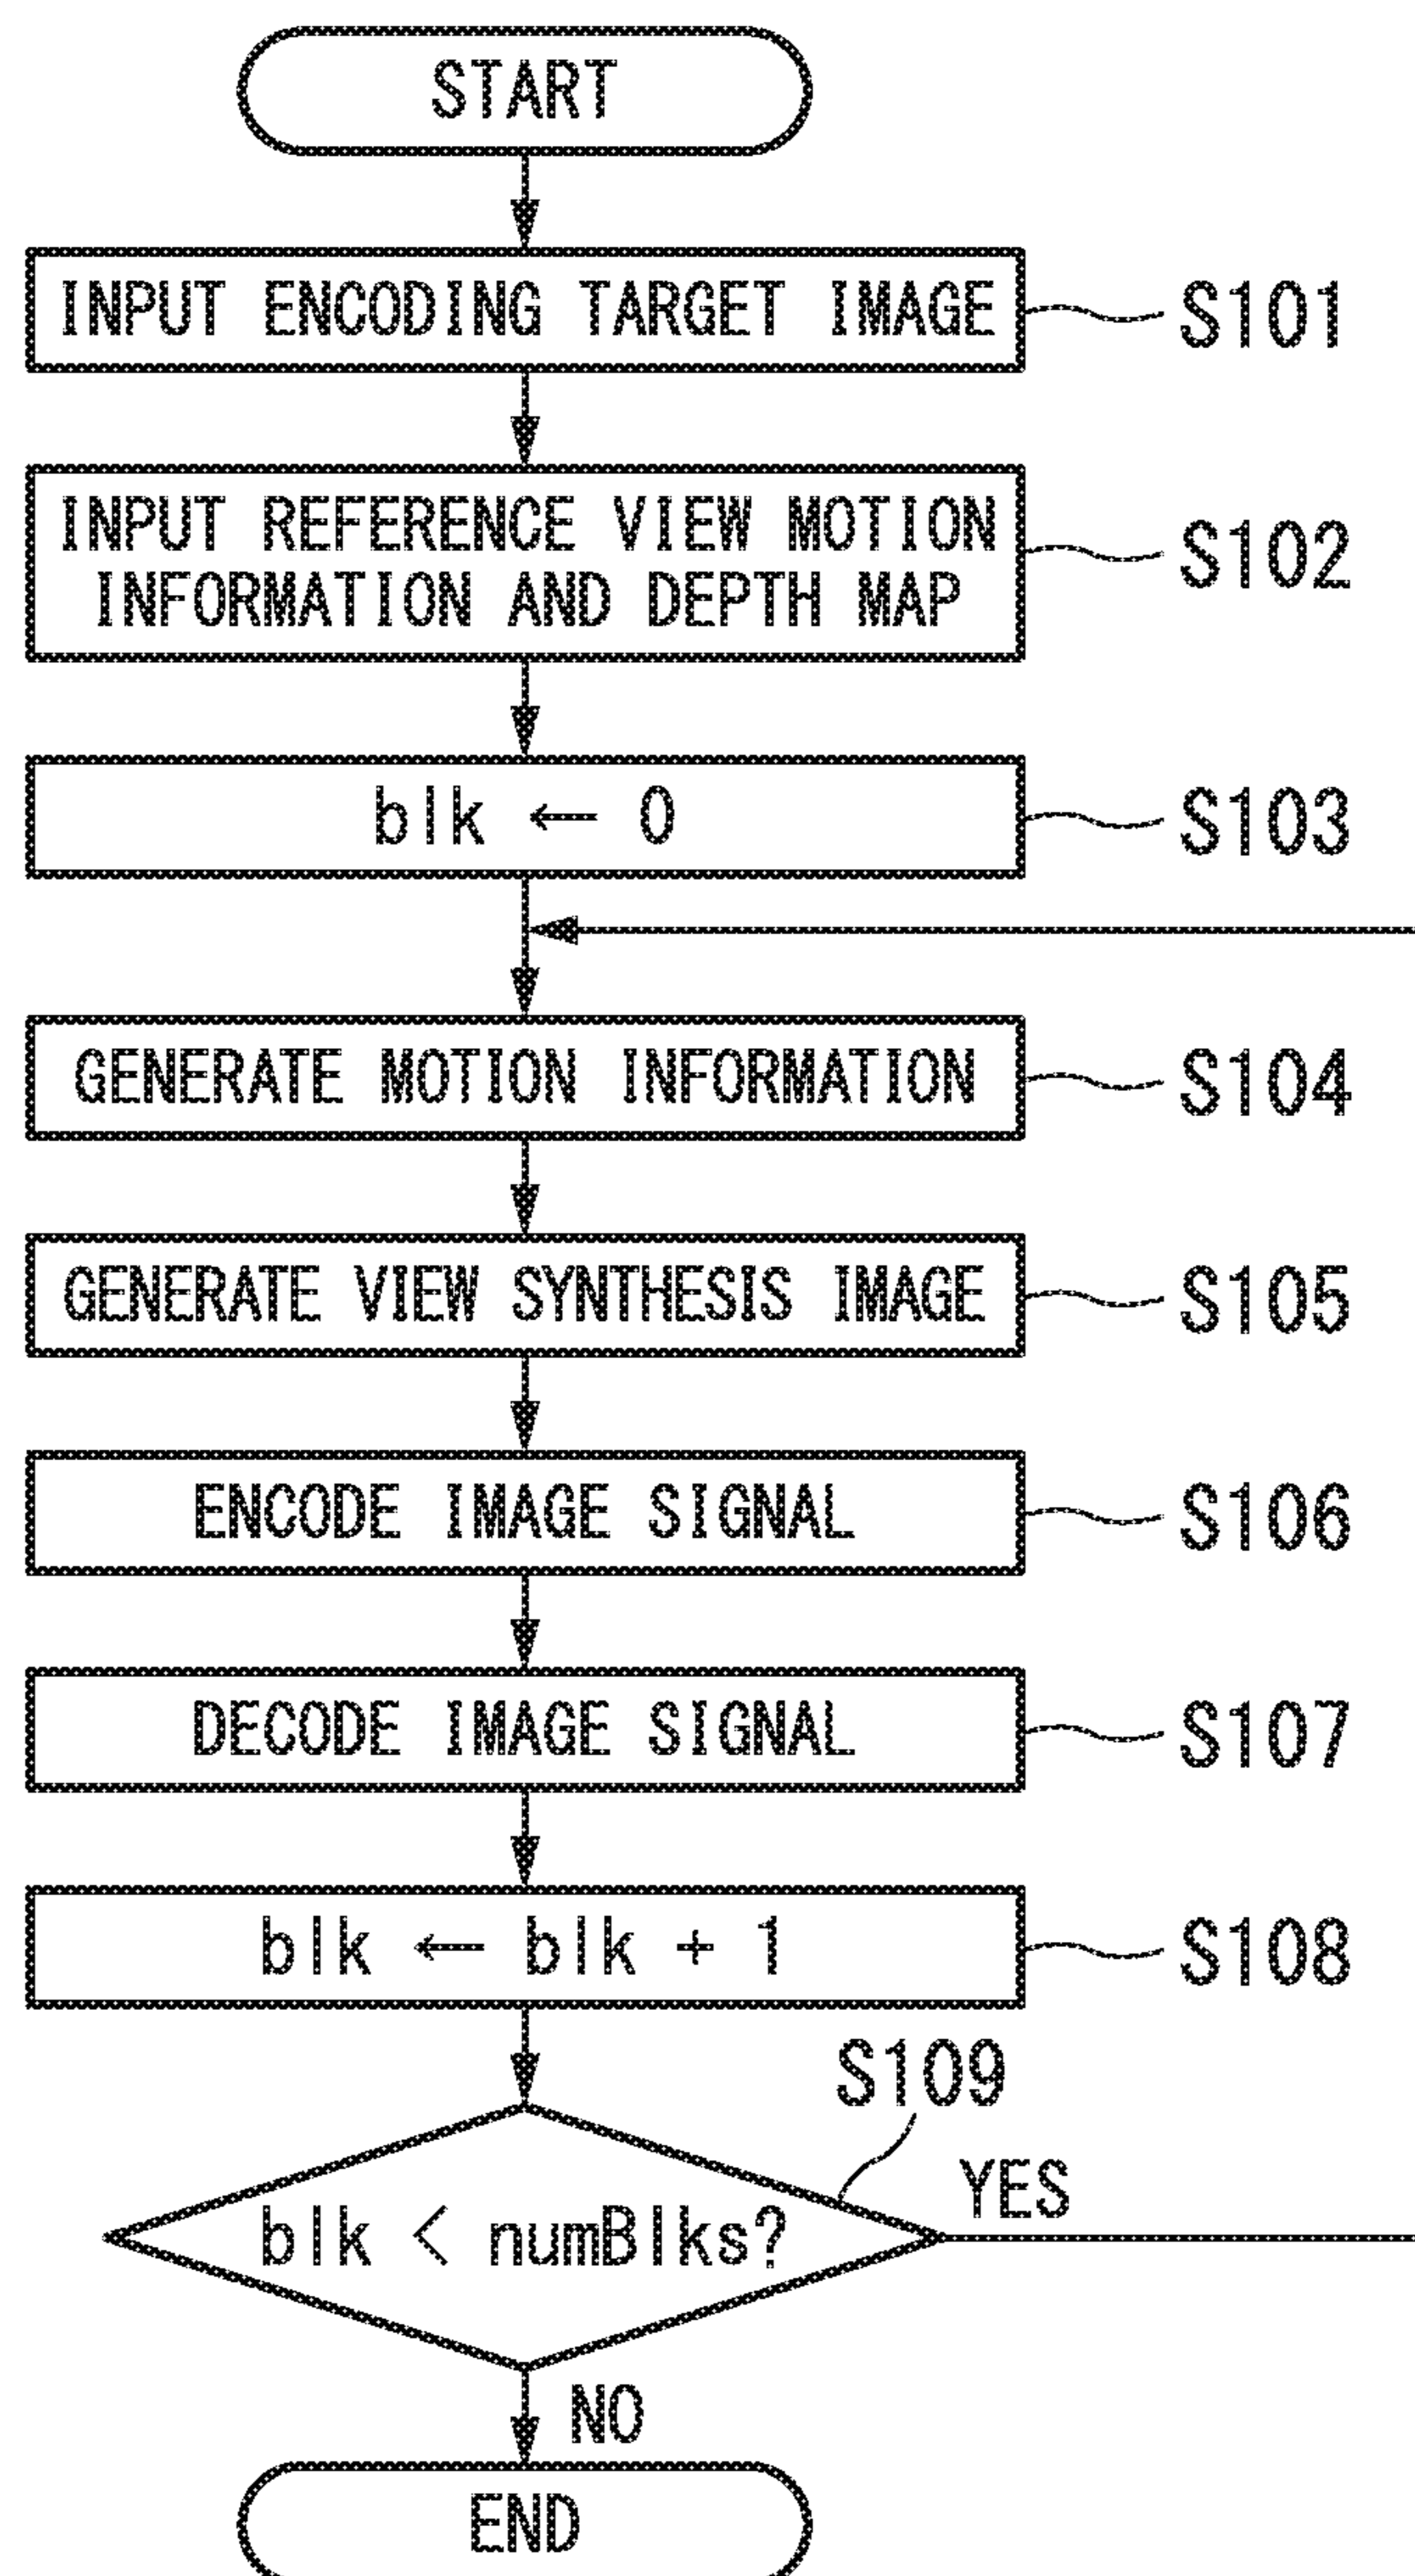 START
INPUT ENCODING TARGET IMAGE
S101
INPUT REFERENCE VIEW MOTION
INFORMATION AND DEPTH MAP
S102
blk ← 0
S103
GENERATE MOTION INFORMATION
S104
GENERATE VIEW SYNTHESIS IMAGE
S105
ENCODE IMAGE SIGNAL
S106
DECODE IMAGE SIGNAL
S107
blk ← blk + 1
S108
S109
blk < numBlks?
YES
NO
END